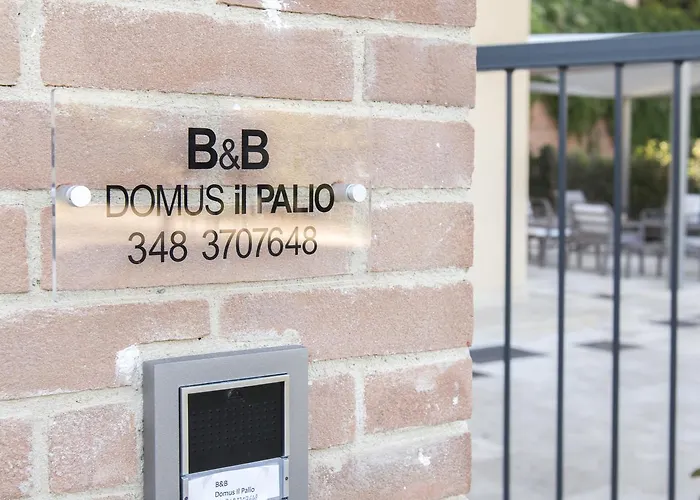 B&B
DOMUS il PALIO
348 3707648
B&B
Domus il Palio